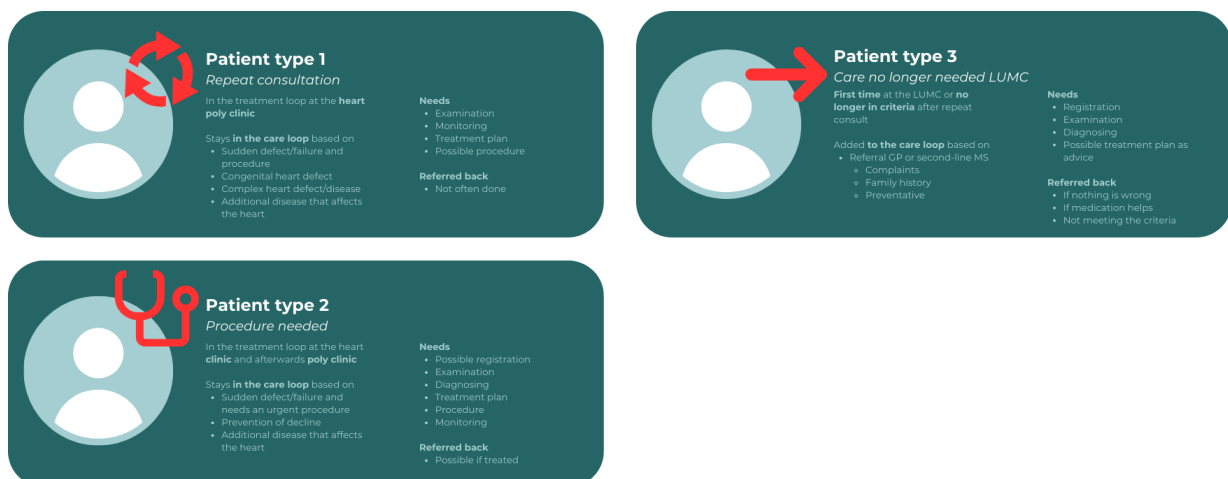 Patient type 1
Repeat consultation
In the treatment loop at the heart
poly clinic
Stays in the care loop based on
• Sudden defect/failure and
procedure
• Congenital heart defect
• Complex heart defect/disease
• Additional disease that affects
the heart
Needs
• Examination
• Monitoring
• Treatment plan
• Possible procedure
Referred back
• Not often done
Patient type 3
Care no longer needed LUMC
First time at the LUMC or no
longer in criteria after repeat
consult
Added to the care loop based on
• Referral GP or second-line MS
◦ Complaints
◦ Family history
◦ Preventative
Needs
• Registration
• Examination
• Diagnosing
• Possible treatment plan as
advice
Referred back
• If nothing is wrong
• If medication helps
• Not meeting the criteria
Patient type 2
Procedure needed
In the treatment loop at the heart
clinic and afterwards poly clinic
Stays in the care loop based on
• Sudden defect/failure and
needs an urgent procedure
• Prevention of decline
• Additional disease that affects
the heart
Needs
• Possible registration
• Examination
• Diagnosing
• Treatment plan
• Procedure
• Monitoring
Referred back
• Possible if treated